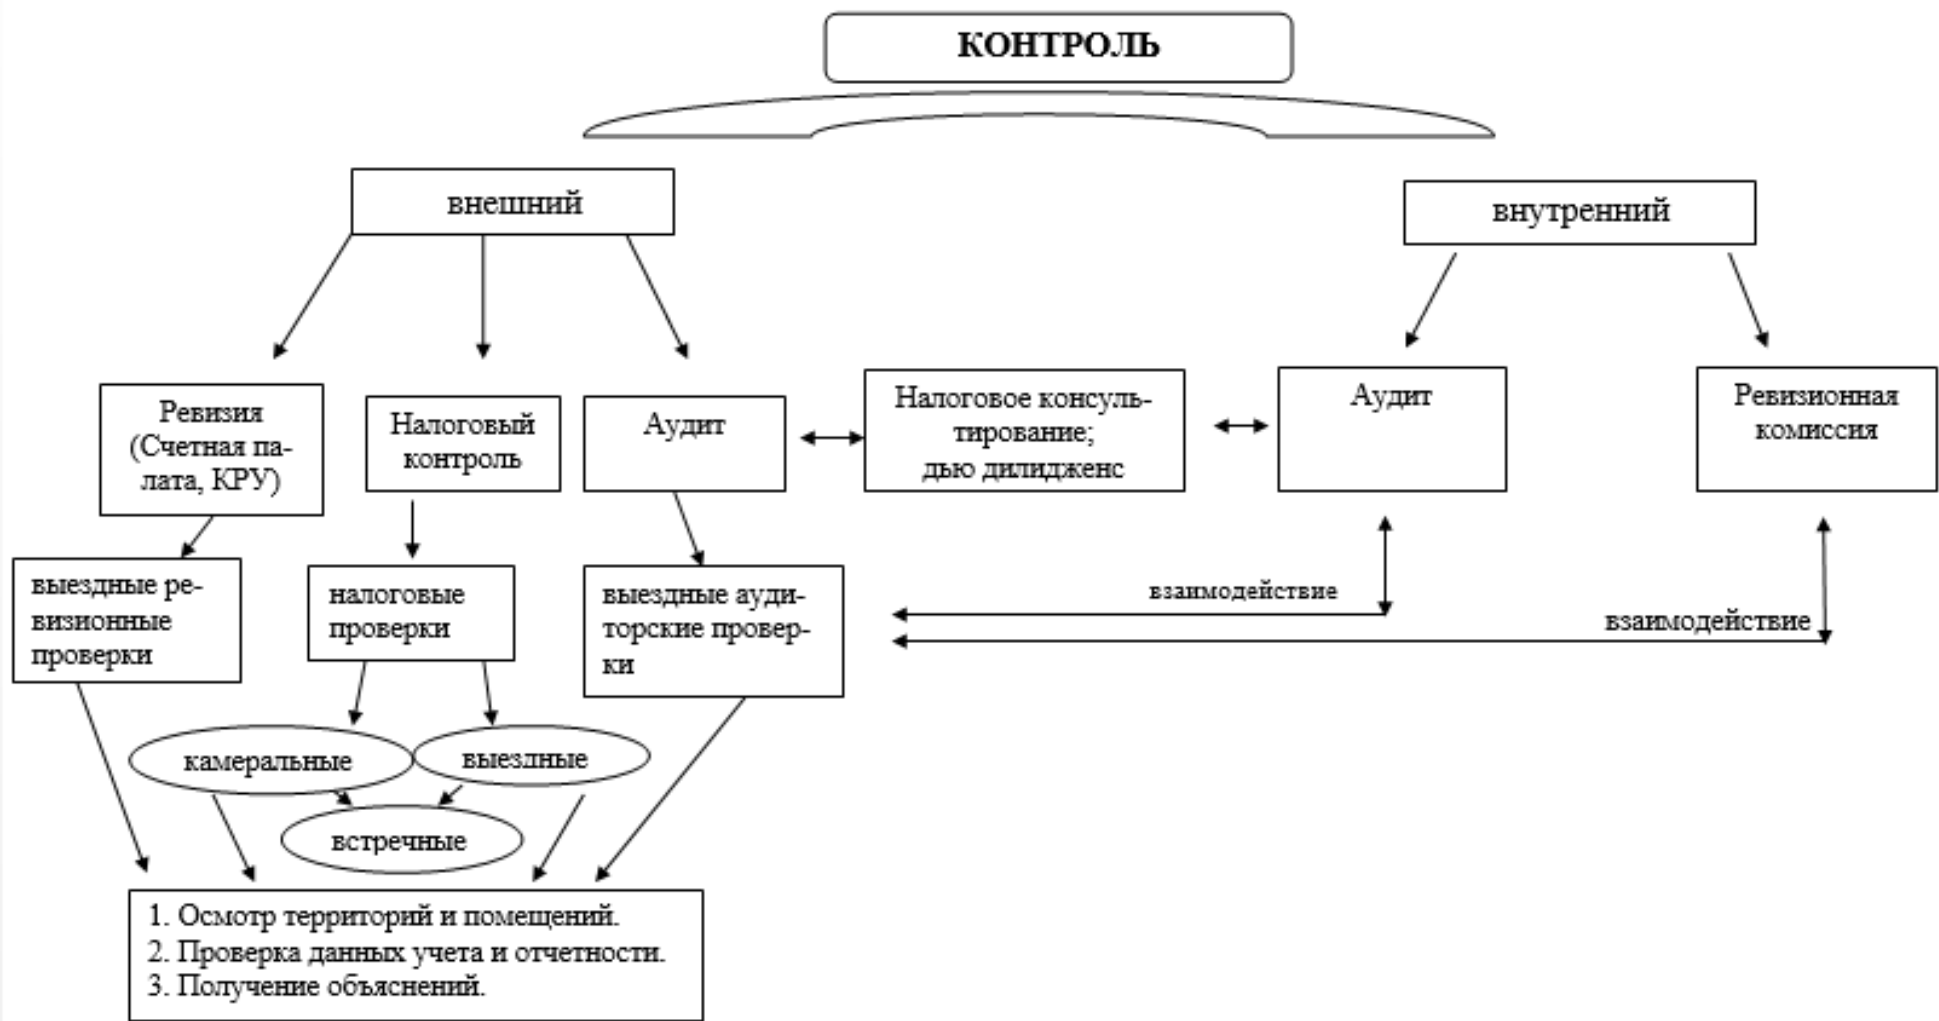 КОНТРОЛЬ
внешний
внутренний
Ревизия
(Счетная па-
лата, КРУ)
Налоговый
контроль
Аудит
Налоговое консуль-
тирование;
дью дилидженс
Аудит
Ревизионная
комиссия
выездные ре-
визионные
проверки
налоговые
проверки
выездные ауди-
торские провер-
ки
взаимодействие
взаимодействие
камеральные
выездные
встречные
1. Осмотр территорий и помещений.
2. Проверка данных учета и отчетности.
3. Получение объяснений.